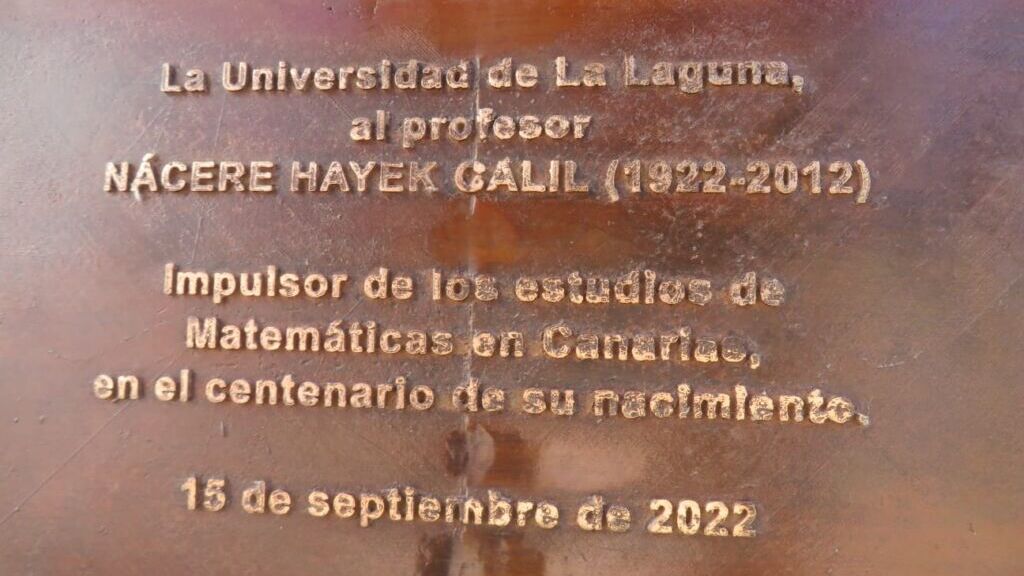 La Universidad de La Laguna,
al profesor
NÁCERE HAYEK CALIL (1922-2012)
Impulsor de los estudios de
Matemáticas en Canarias,
en el centenario de su nacimiento.
15 de septiembre de 2022